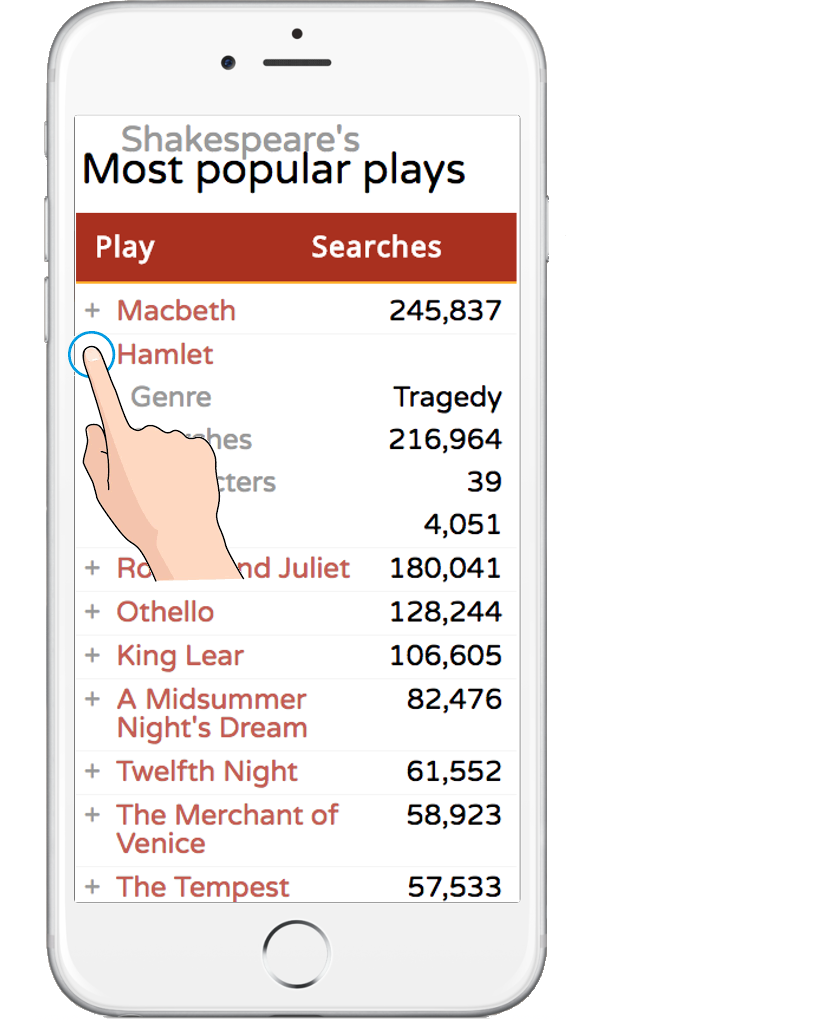 Shakespeare's
Most popular plays
Play Searches
+ Macbeth 245,837
Hamlet
Genre Tragedy
216,964
39
4,051
+ and Juliet 180,041
+ Othello 128,244
+ King Lear 106,605
+ A Midsummer 82,476
Night's Dream
+ Twelfth Night 61,552
+ The Merchant of 58,923
Venice
+ The Tempest 57,533